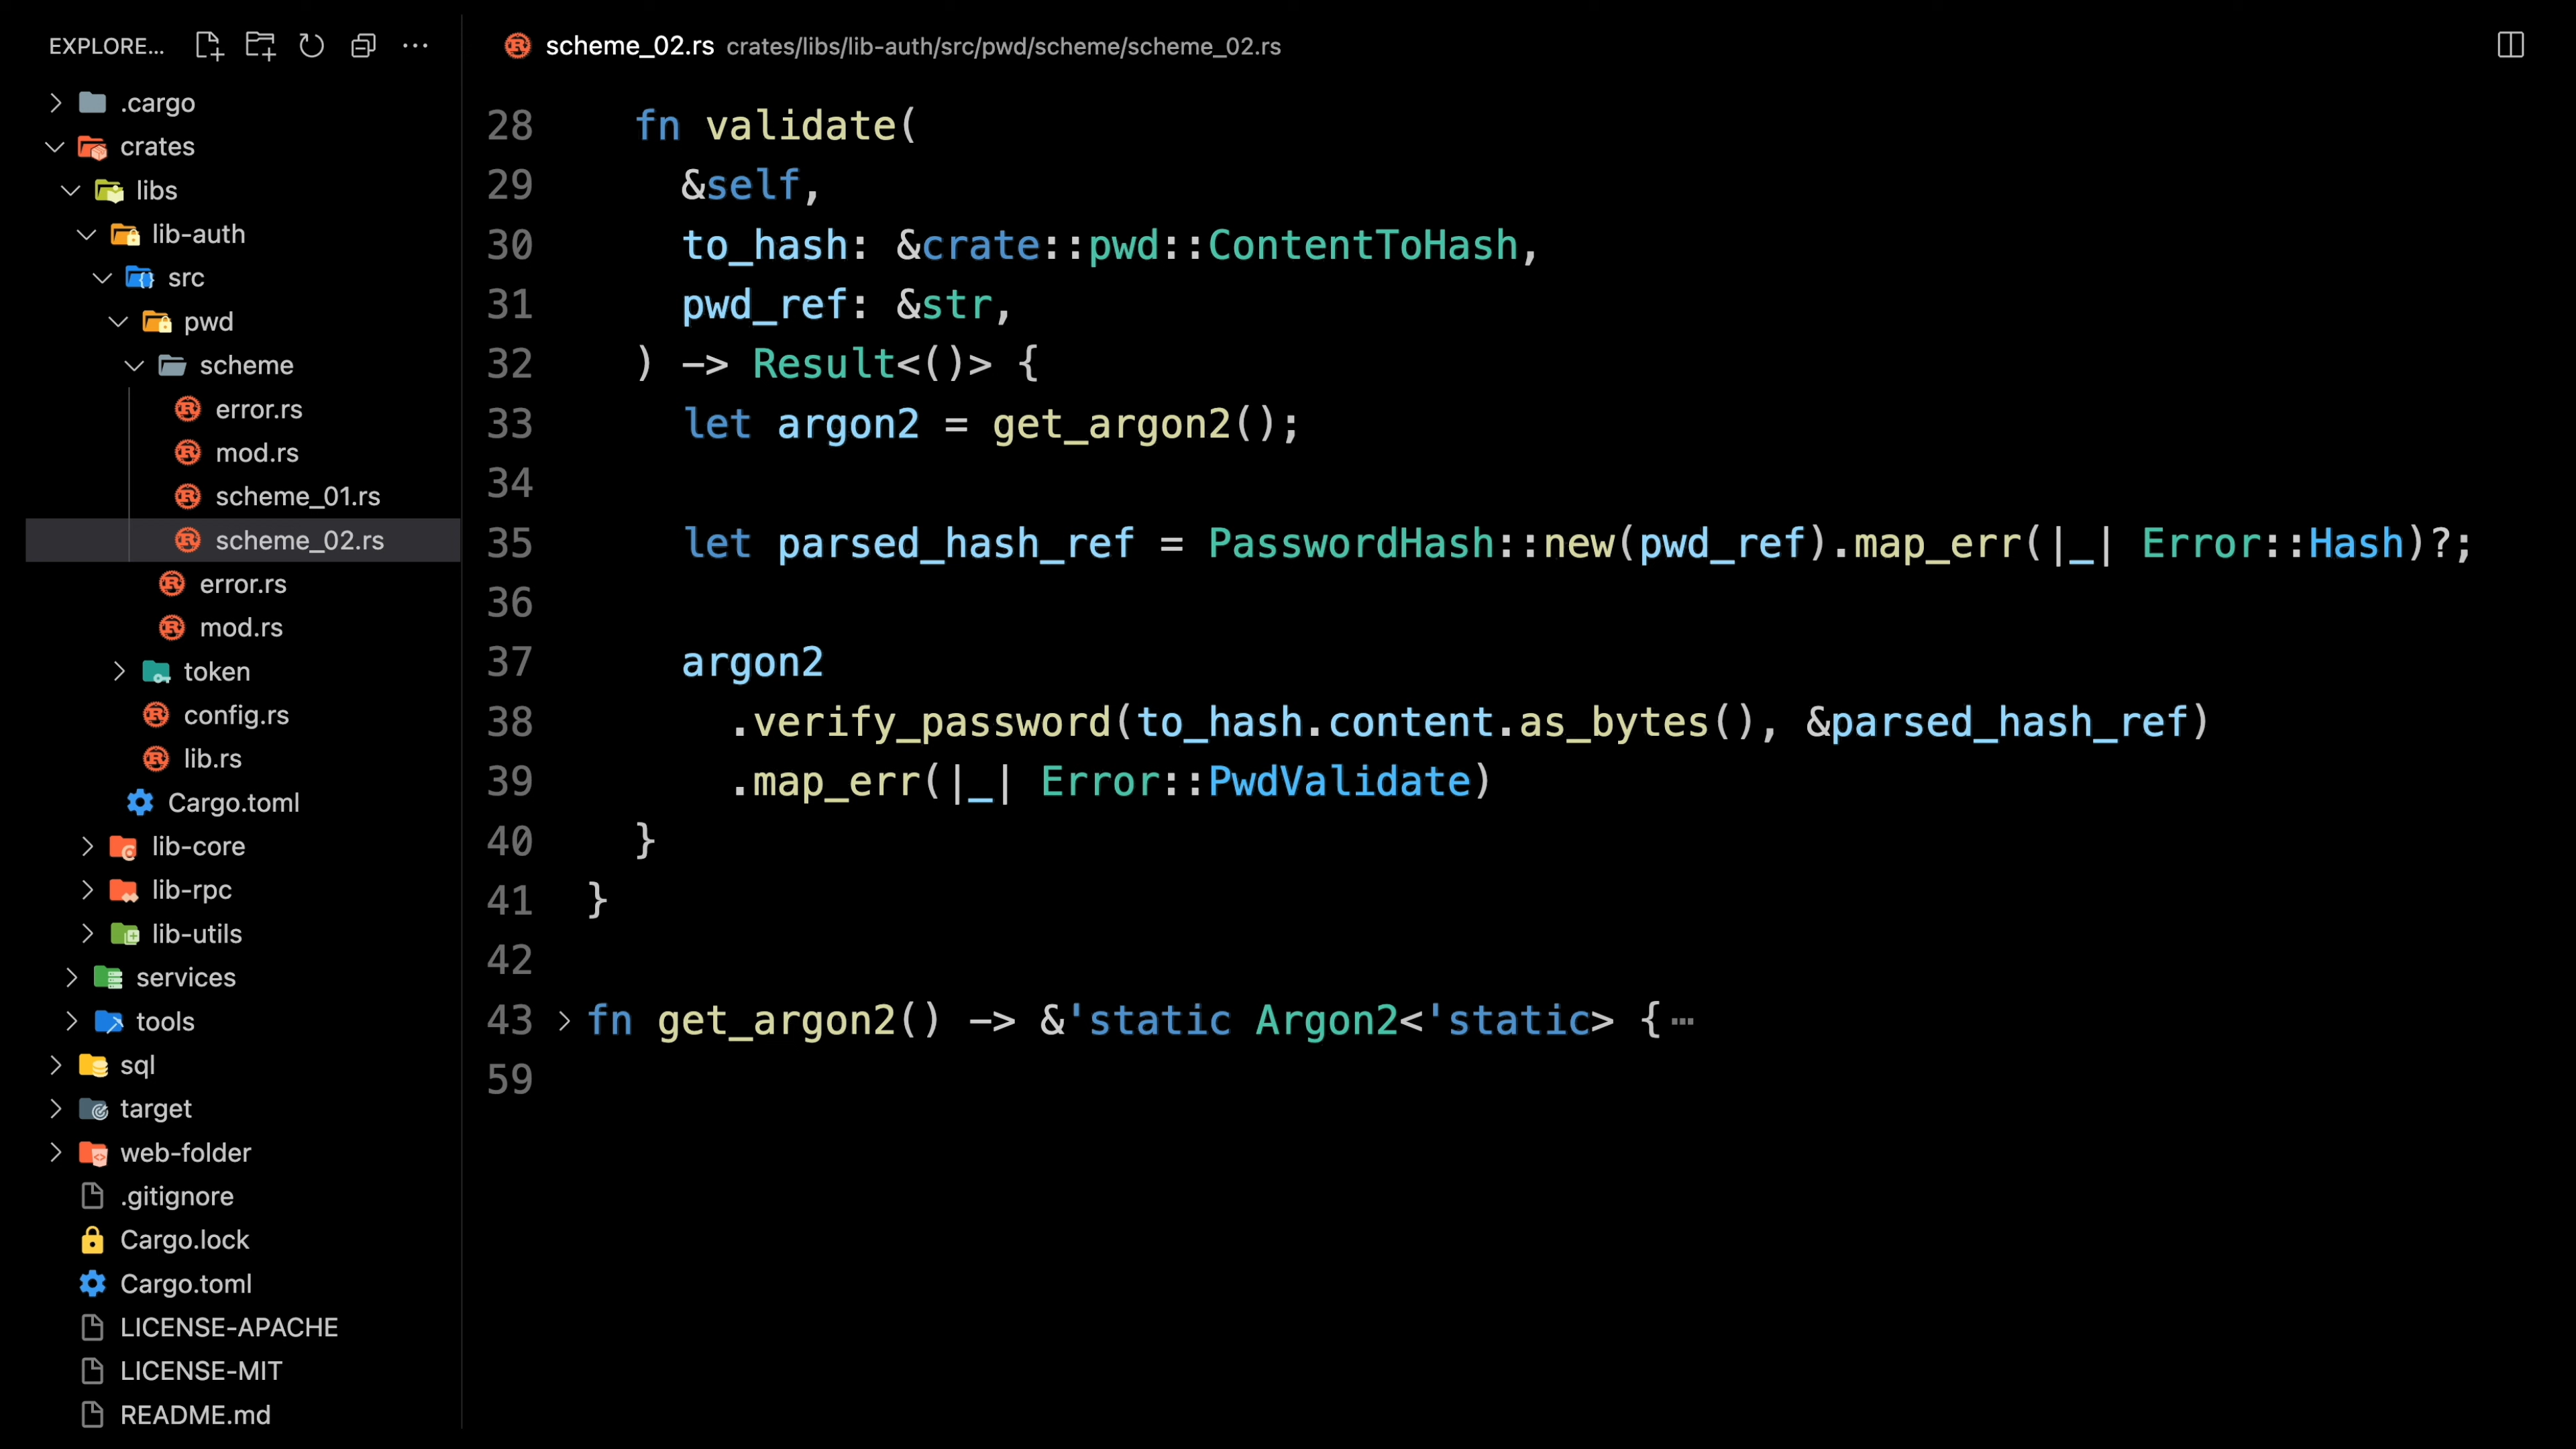 EXPLORE...
.cargo
crates
libs
lib-auth
src
pwd
scheme
error.rs
mod.rs
scheme_01.rs
scheme_02.rs
error.rs
mod.rs
token
config.rs
lib.rs
Cargo.toml
lib-core
lib-rpc
lib-utils
services
tools
sql
target
web-folder
.gitignore
Cargo.lock
Cargo.toml
LICENSE-APACHE
LICENSE-MIT
README.md
scheme_02.rs crates/libs/lib-auth/src/pwd/scheme/scheme_02.rs
28 fn validate(
29 &self,
30 to_hash: &crate::pwd::ContentToHash,
31 pwd_ref: &str,
32 ) -> Result<()> {
33 let argon2 = get_argon2();
34
35 let parsed_hash_ref = PasswordHash::new(pwd_ref).map_err(|_| Error::Hash)?;
36
37 argon2
38 .verify_password(to_hash.content.as_bytes(), &parsed_hash_ref)
39 .map_err(|_| Error::PwdValidate)
40 }
41 }
42
43 > fn get_argon2() -> &'static Argon2<'static> {⋯
59